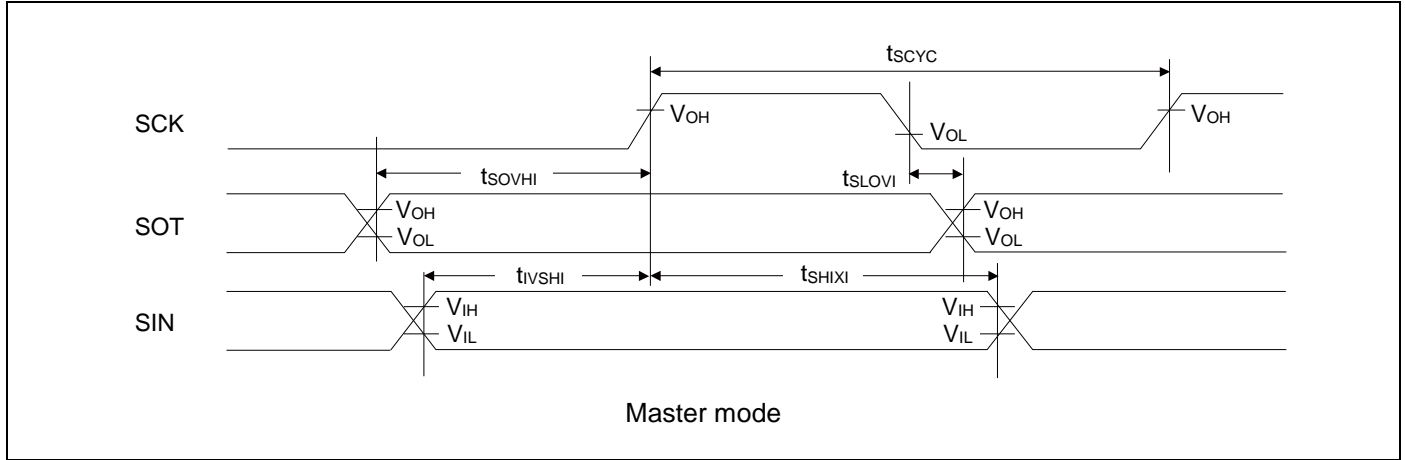 tSCYC
SCK
VOH
VOL
VOH
tSOVHI
tSLOVI
SOT
VOH
VOL
VOH
VOL
tIVSHI
tSHIXI
SIN
VIH
VIL
VIH
VIL
Master mode